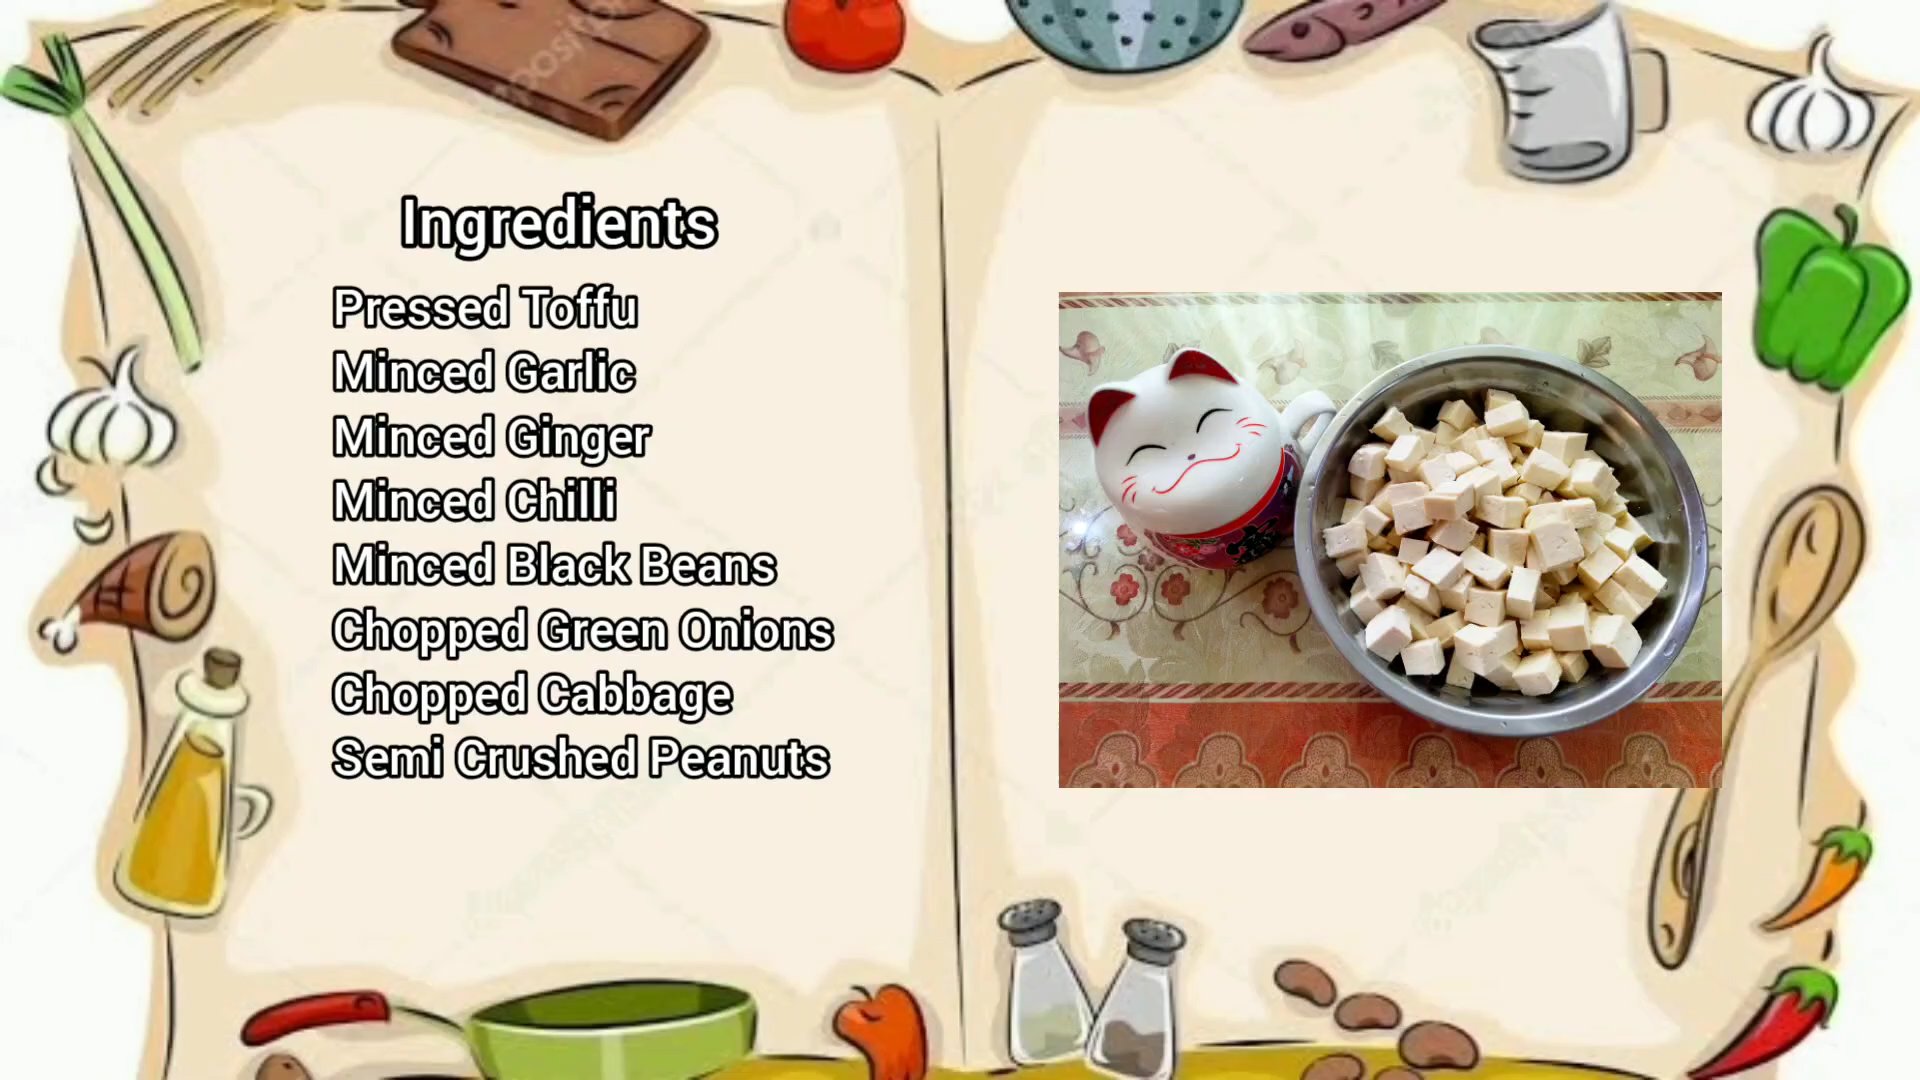 Ingredients
Pressed Toffu
Minced Garlic
Minced Ginger
Minced Chilli
Minced Black Beans
Chopped Green Onions
Chopped Cabbage
Semi Crushed Peanuts